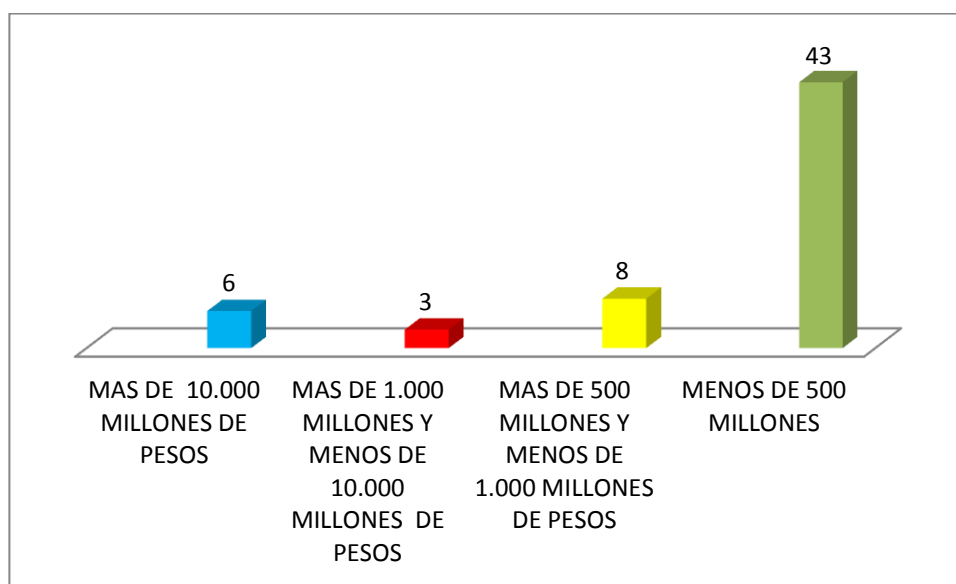 43
6
3
8
MAS DE 10.000
MILLONES DE
PESOS
MAS DE 1.000
MILLONES Y
MENOS DE
10.000
MILLONES DE
PESOS
MAS DE 500
MILLONES Y
MENOS DE
1.000 MILLONES
DE PESOS
MENOS DE 500
MILLONES